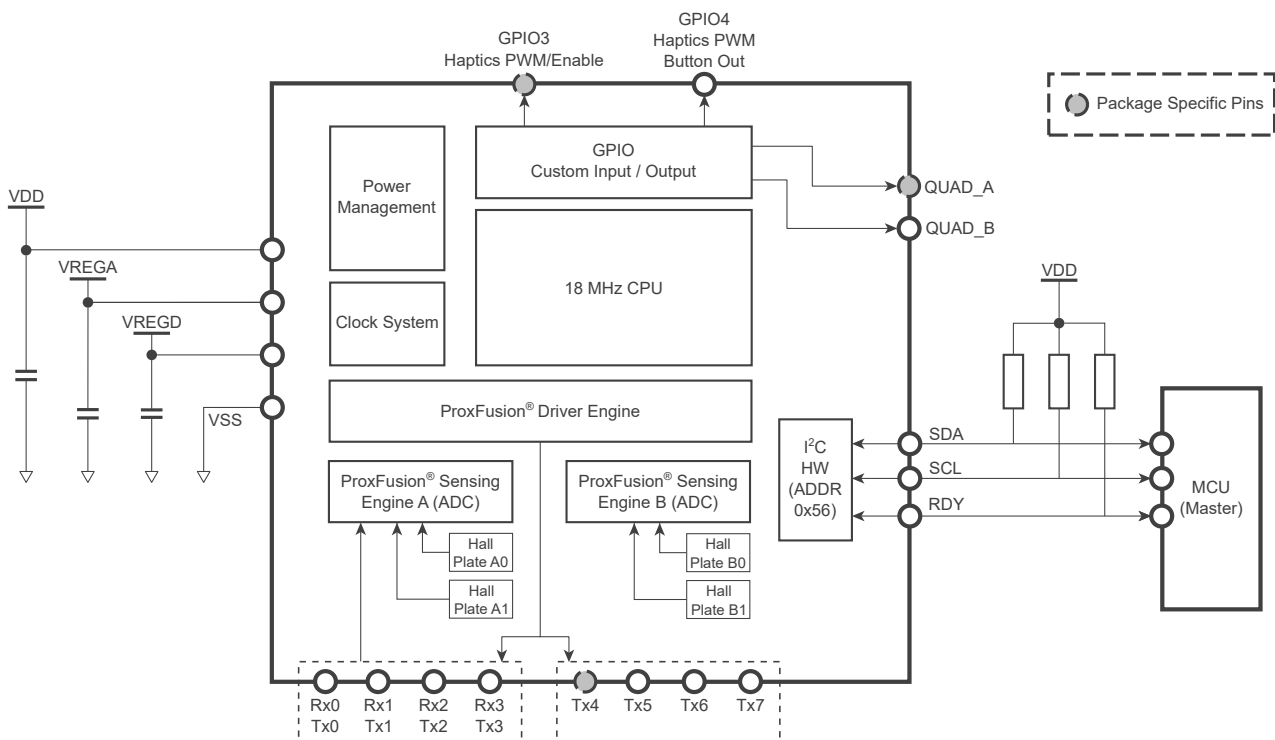 GPIO3
Haptics PWM/Enable
GPIO4
Haptics PWM
Button Out
Package Specific Pins
Power
Management
GPIO
Custom Input / Output
QUAD_A
QUAD_B
VDD
VREGA
VREGD
VSS
Clock System
18 MHz CPU
VDD
ProxFusion® Driver Engine
ProxFusion® Sensing
Engine A (ADC)
ProxFusion® Sensing
Engine B (ADC)
Hall
Plate A0
Hall
Plate A1
Hall
Plate B0
Hall
Plate B1
I²C
HW
(ADDR
0x56)
SDA
SCL
RDY
MCU
(Master)
Rx0
Tx0
Rx1
Tx1
Rx2
Tx2
Rx3
Tx3
Tx4
Tx5
Tx6
Tx7